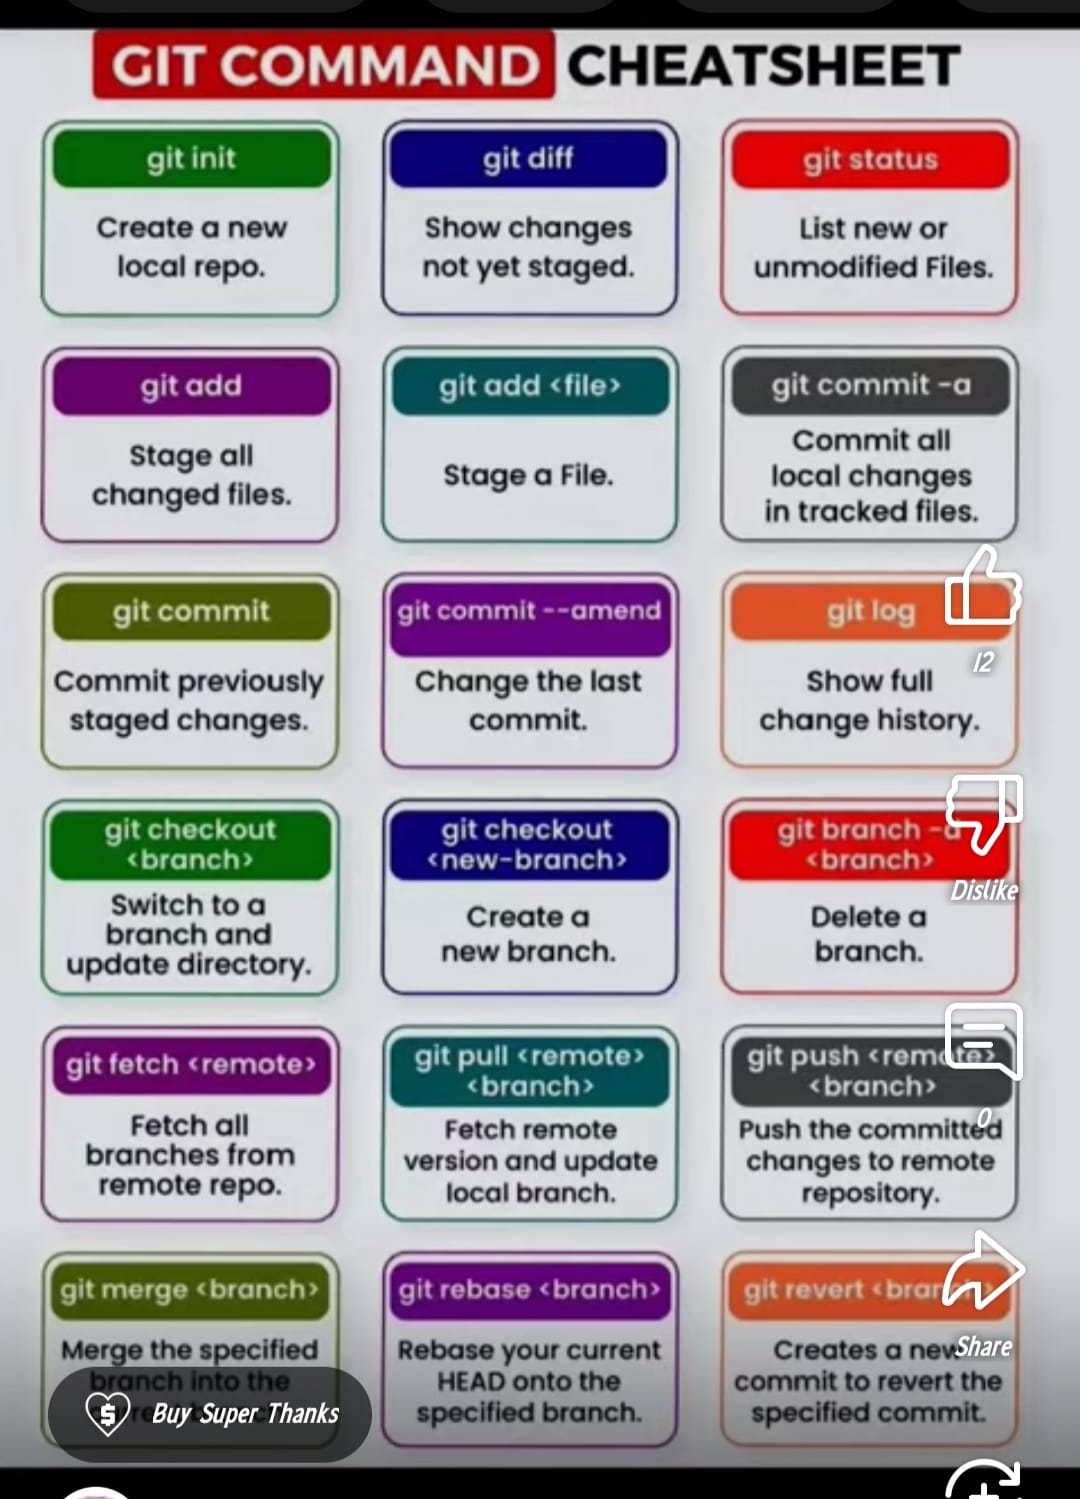 GIT COMMAND CHEATSHEET
git init
Create a new
local repo.
git diff
Show changes
not yet staged.
git status
List new or
unmodified Files.
git add
Stage all
changed files.
git add <file>
Stage a File.
git commit -a
Commit all
local changes
in tracked files.
git commit
Commit previously
staged changes.
git commit --amend
Change the last
commit.
git log
Show full
change history.
12
git checkout
<branch>
Switch to a
branch and
update directory.
git checkout
<new-branch>
Create a
new branch.
git branch -d
<branch>
Delete a
branch.
Dislike
git fetch <remote>
Fetch all
branches from
remote repo.
git pull <remote>
<branch>
Fetch remote
version and update
local branch.
git push <remote>
<branch>
Push the committed
changes to remote
repository.
0
git merge <branch>
Merge the specified
branch into the
git rebase <branch>
Rebase your current
HEAD onto the
specified branch.
git revert
Creates a new
commit to revert the
specified commit.
Share
Buy Super Thanks